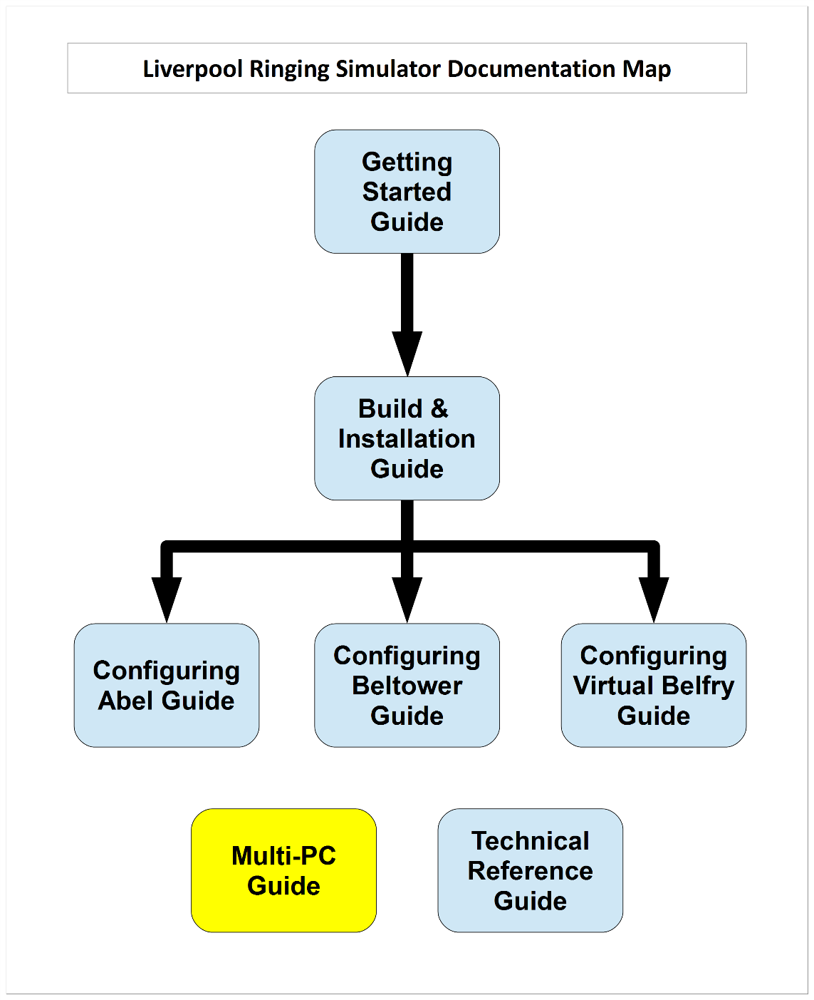 Liverpool Ringing Simulator Documentation Map
Getting
Started
Guide
Build &
Installation
Guide
Configuring
Abel Guide
Configuring
Beltower
Guide
Configuring
Virtual Belfry
Guide
Multi-PC
Guide
Technical
Reference
Guide